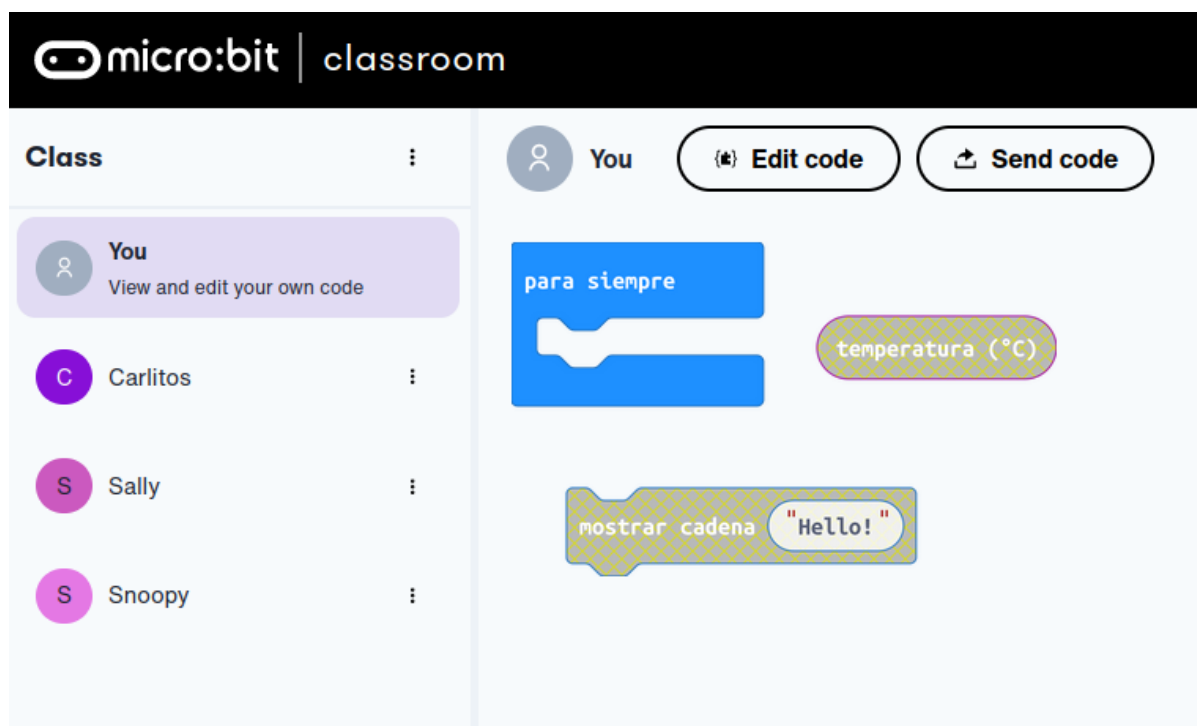 micro:bit | classroom
Class
You
View and edit your own code
C Carlitos
S Sally
S Snoopy
You Edit code Send code
para siempre
temperatura (°C)
mostrar cadena "Hello!"